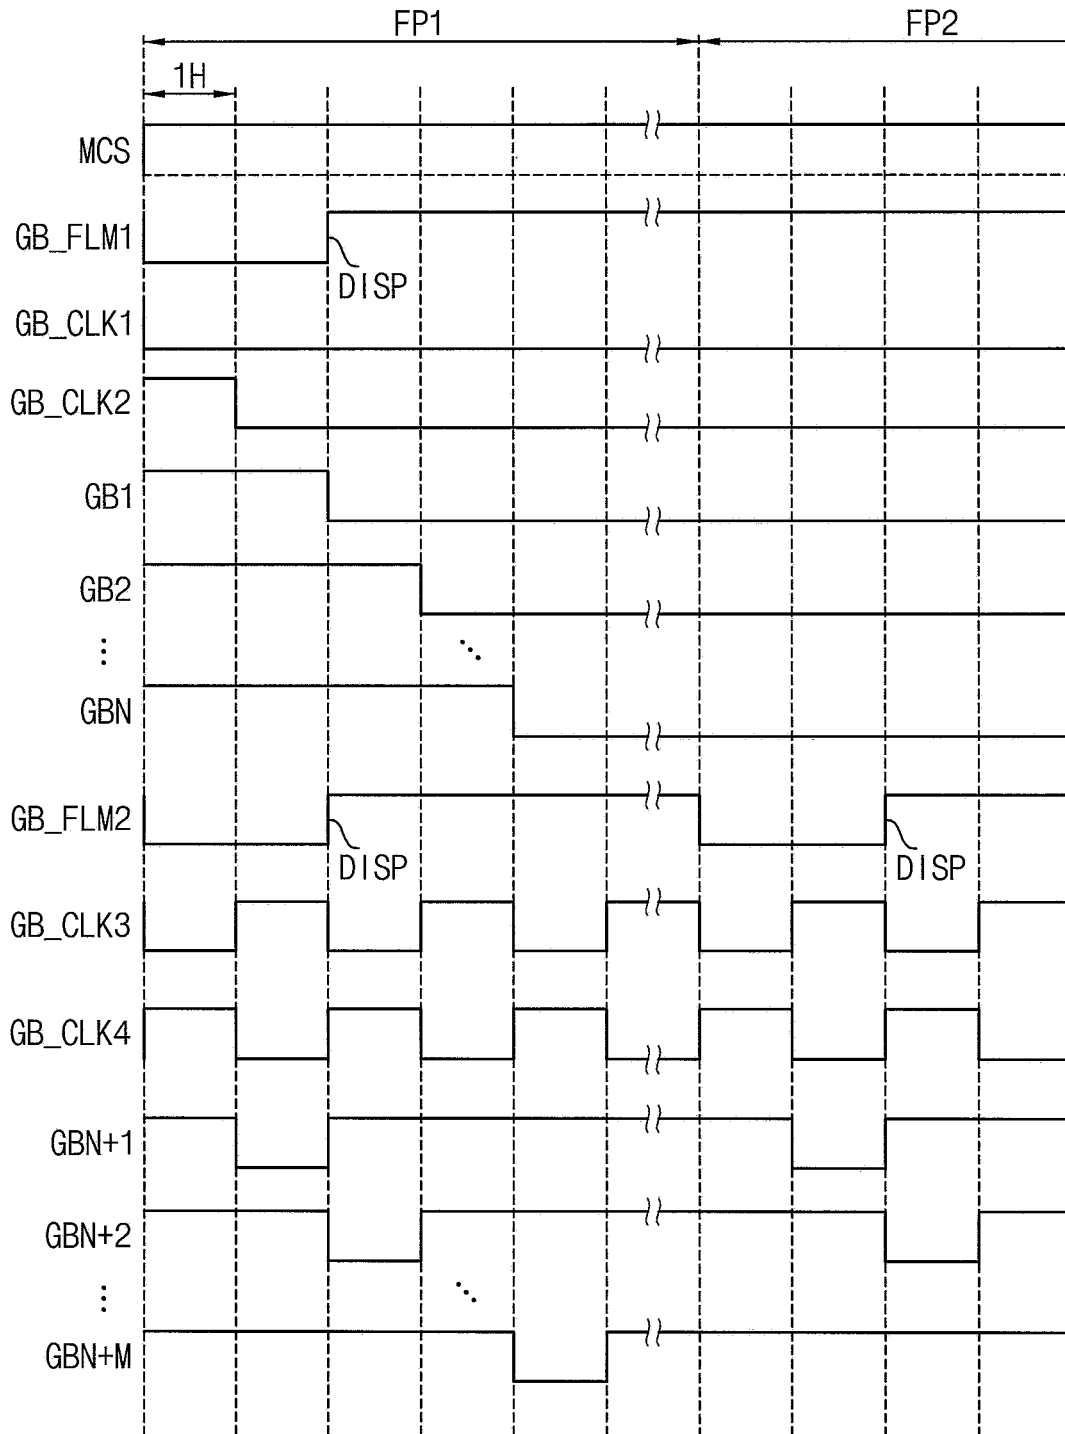 FP1 FP2
1H
MCS
GB_FLM1
DISP
GB_CLK1
GB_CLK2
GB1
GB2
⋮ ⋱
GBN
GB_FLM2
DISP DISP
GB_CLK3
GB_CLK4
GBN+1
GBN+2
⋮ ⋱
GBN+M